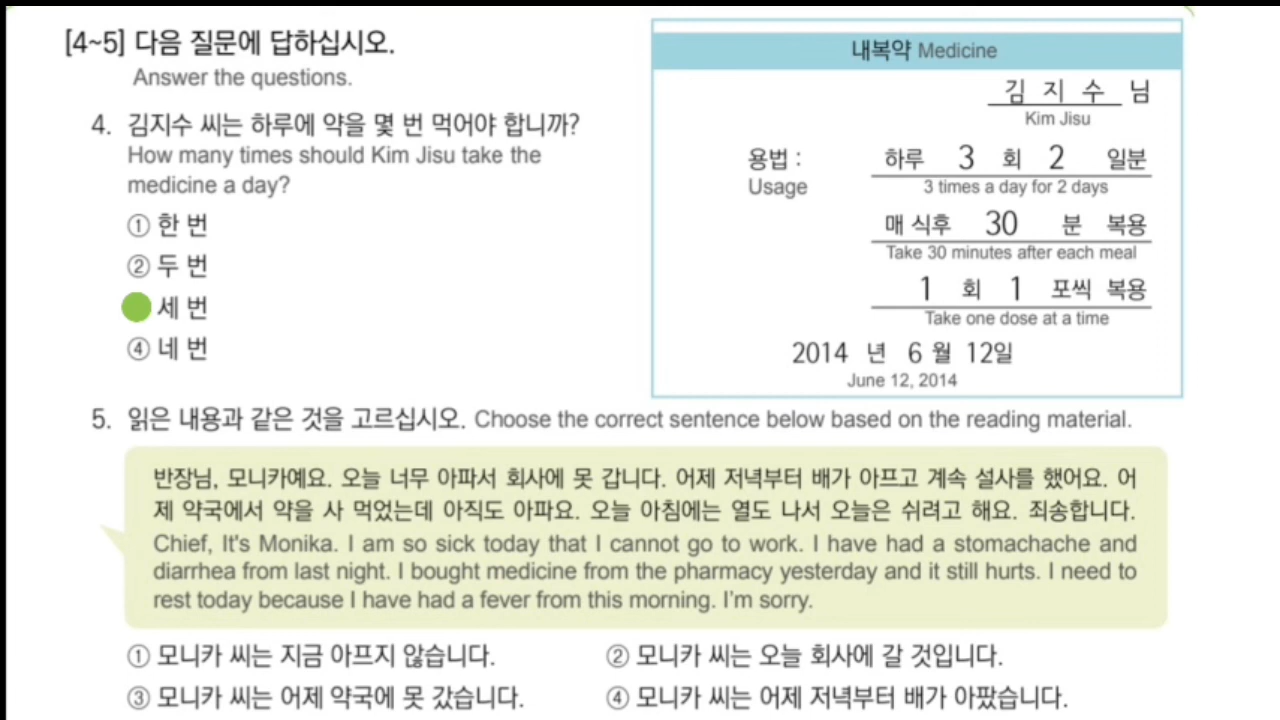 [4~5] 다음 질문에 답하십시오.
Answer the questions.
4. 김지수 씨는 하루에 약을 몇 번 먹어야 합니까?
How many times should Kim Jisu take the
medicine a day?
① 한 번
② 두 번
세 번
④ 네 번
내복약 Medicine
김 지 수 님
Kim Jisu
용법 : 하루 3 회 2 일분
Usage 3 times a day for 2 days
매 식후 30 분 복용
Take 30 minutes after each meal
1 회 1 포씩 복용
Take one dose at a time
2014 년 6 월 12일
June 12, 2014
5. 읽은 내용과 같은 것을 고르십시오. Choose the correct sentence below based on the reading material.
반장님, 모니카예요. 오늘 너무 아파서 회사에 못 갑니다. 어제 저녁부터 배가 아프고 계속 설사를 했어요. 어
제 약국에서 약을 사 먹었는데 아직도 아파요. 오늘 아침에는 열도 나서 오늘은 쉬려고 해요. 죄송합니다.
Chief, It's Monika. I am so sick today that I cannot go to work. I have had a stomachache and
diarrhea from last night. I bought medicine from the pharmacy yesterday and it still hurts. I need to
rest today because I have had a fever from this morning. I'm sorry.
① 모니카 씨는 지금 아프지 않습니다. ② 모니카 씨는 오늘 회사에 갈 것입니다.
③ 모니카 씨는 어제 약국에 못 갔습니다. ④ 모니카 씨는 어제 저녁부터 배가 아팠습니다.